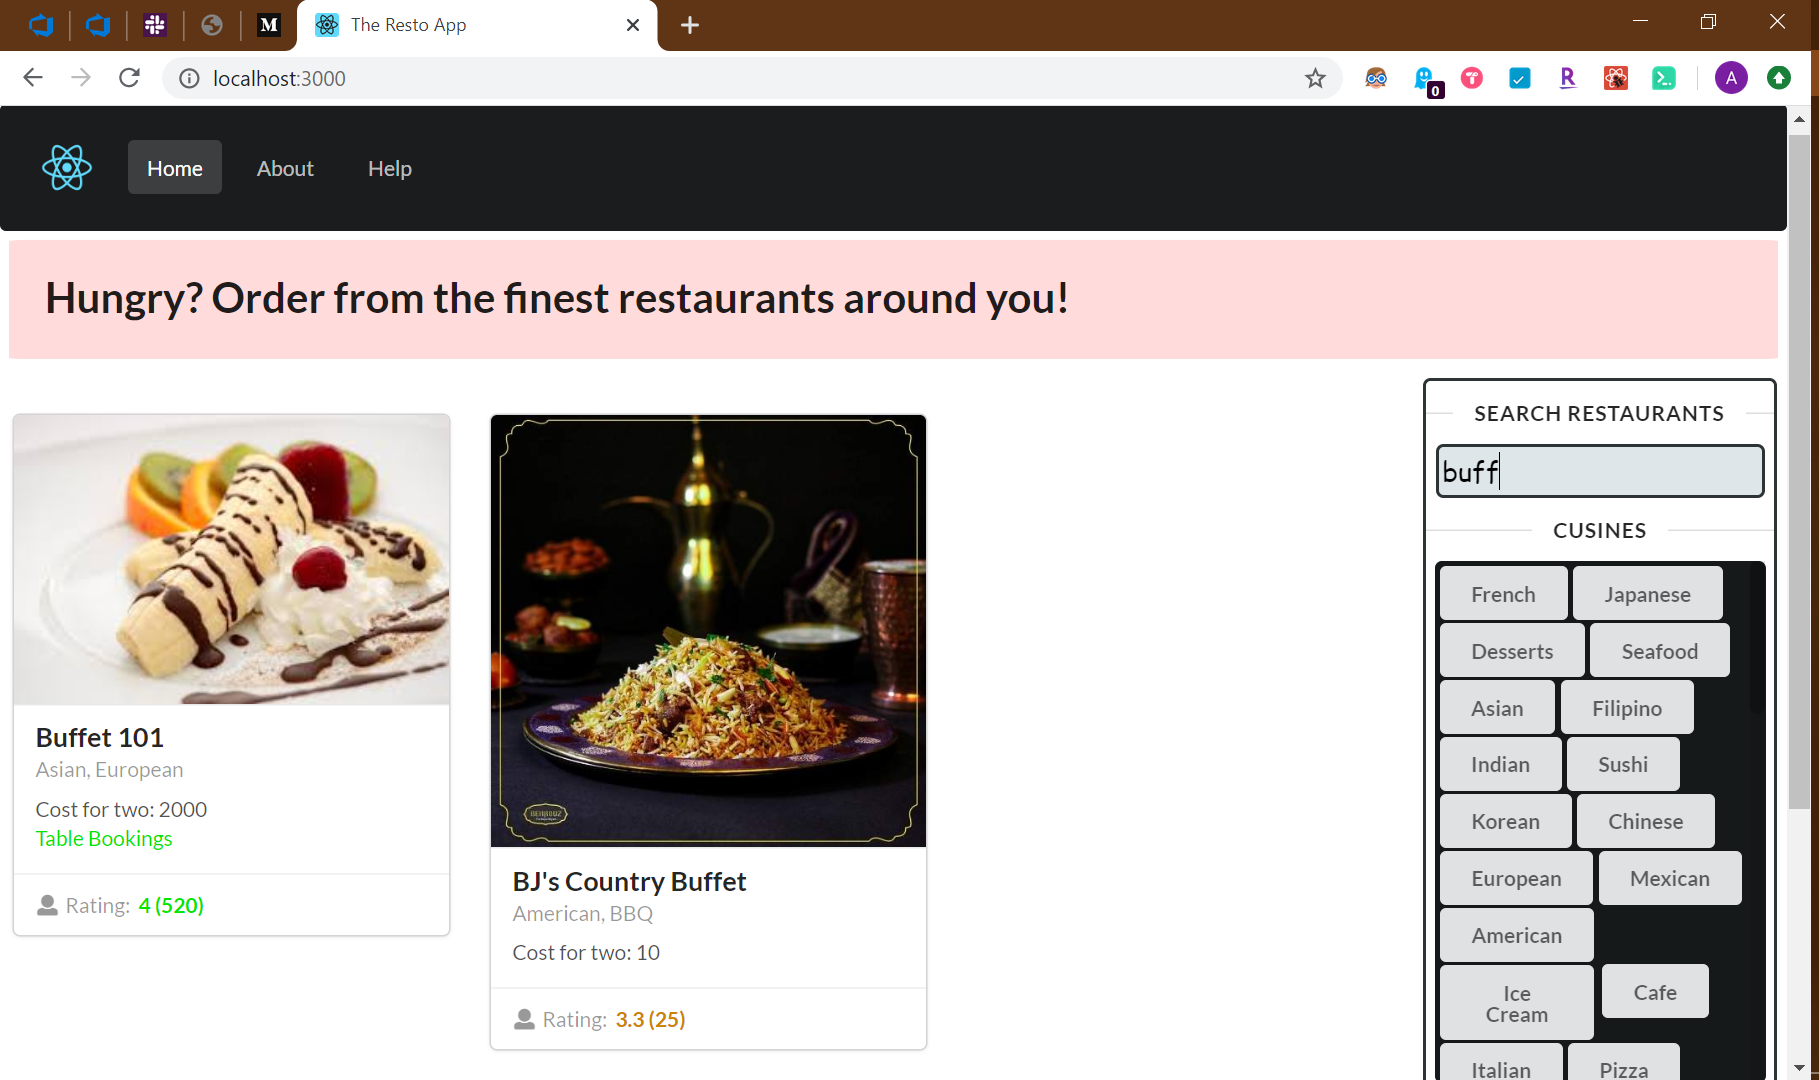 M
The Resto App
localhost:3000
0
R
A
Home
About
Help
Hungry? Order from the finest restaurants around you!
Buffet 101
Asian, European
Cost for two: 2000
Table Bookings
Rating: 4 (520)
BJ's Country Buffet
American, BBQ
Cost for two: 10
Rating: 3.3 (25)
SEARCH RESTAURANTS
buff
CUSINES
French
Japanese
Desserts
Seafood
Asian
Filipino
Indian
Sushi
Korean
Chinese
European
Mexican
American
Ice
Cream
Cafe
Italian
Pizza